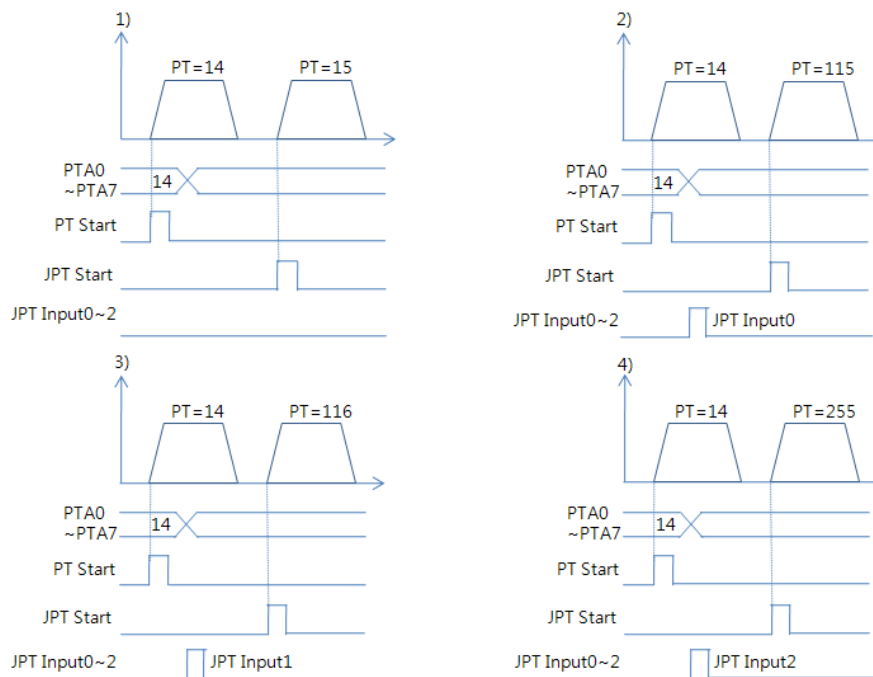 1)
PT=14 PT=15
PTA0
~PTA7
14
PT Start
JPT Start
JPT Input0~2
2)
PT=14 PT=115
PTA0
~PTA7
14
PT Start
JPT Start
JPT Input0~2 JPT Input0
3)
PT=14 PT=116
PTA0
~PTA7
14
PT Start
JPT Start
JPT Input0~2 JPT Input1
4)
PT=14 PT=255
PTA0
~PTA7
14
PT Start
JPT Start
JPT Input0~2 JPT Input2